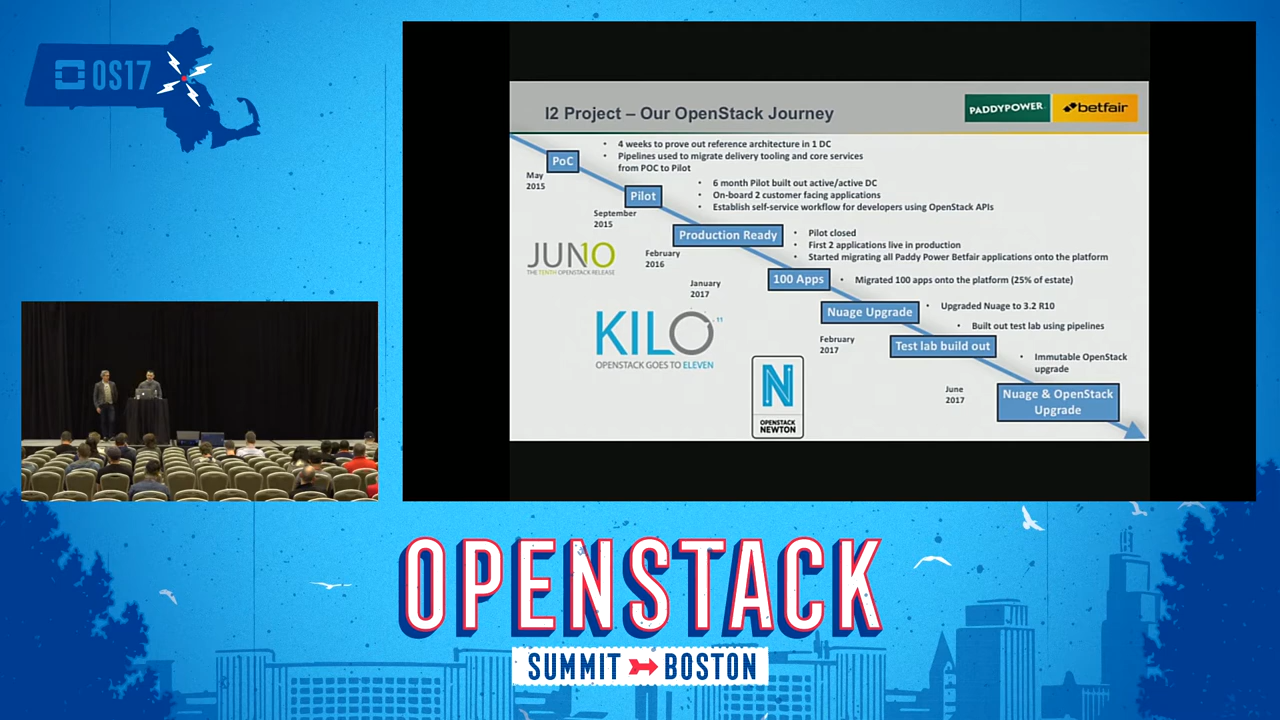 OS17
I2 Project – Our OpenStack Journey
PADDYPOWER.
betfair
PoC
• 4 weeks to prove out reference architecture in 1 DC
• Pipelines used to migrate delivery tooling and core services
from POC to Pilot
May
2015
Pilot
• 6 month Pilot built out active/active DC
• On-board 2 customer facing applications
• Establish self-service workflow for developers using OpenStack APIs
September
2015
Production Ready
• Pilot closed
• First 2 applications live in production
• Started migrating all Paddy Power Betfair applications onto the platform
February
2016
JUNO
THE TENTH OPENSTACK RELEASE
100 Apps
• Migrated 100 apps onto the platform (25% of estate)
January
2017
Nuage Upgrade
• Upgraded Nuage to 3.2 R10
KILO
11
OPENSTACK GOES TO ELEVEN
• Built out test lab using pipelines
February
2017
Test lab build out
• Immutable OpenStack
upgrade
N
OPENSTACK
NEWTON
June
2017
Nuage & OpenStack
Upgrade
OPENSTACK
SUMMIT BOSTON